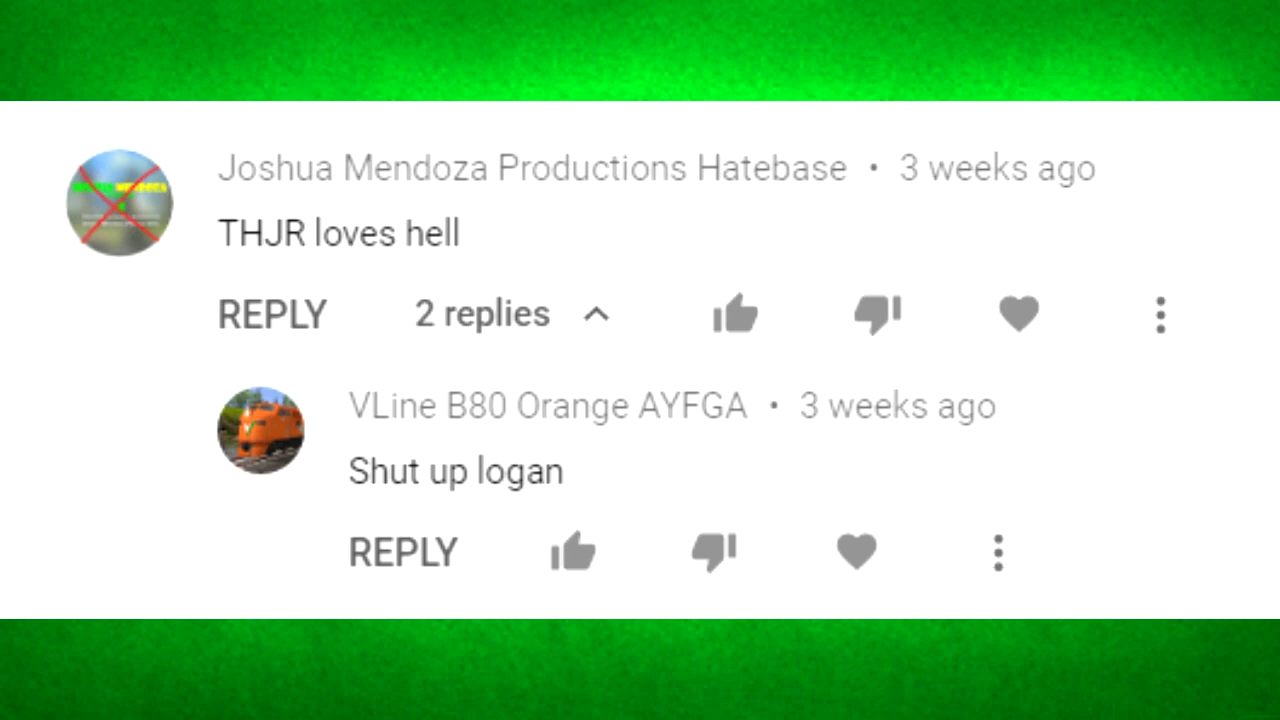 Joshua Mendoza Productions Hatebase • 3 weeks ago
THJR loves hell
REPLY 2 replies
VLine B80 Orange AYFGA • 3 weeks ago
Shut up logan
REPLY